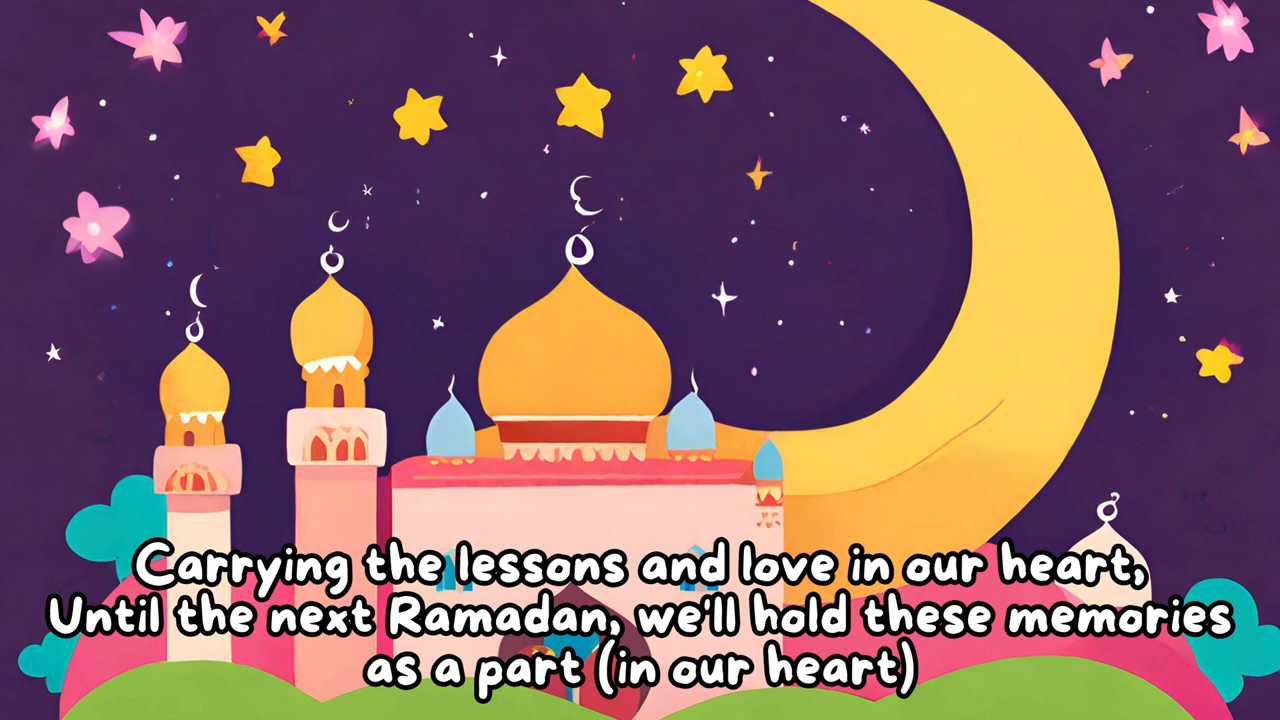 Carrying the lessons and love in our heart,
Until the next Ramadan, we'll hold these memories
as a part (in our heart)